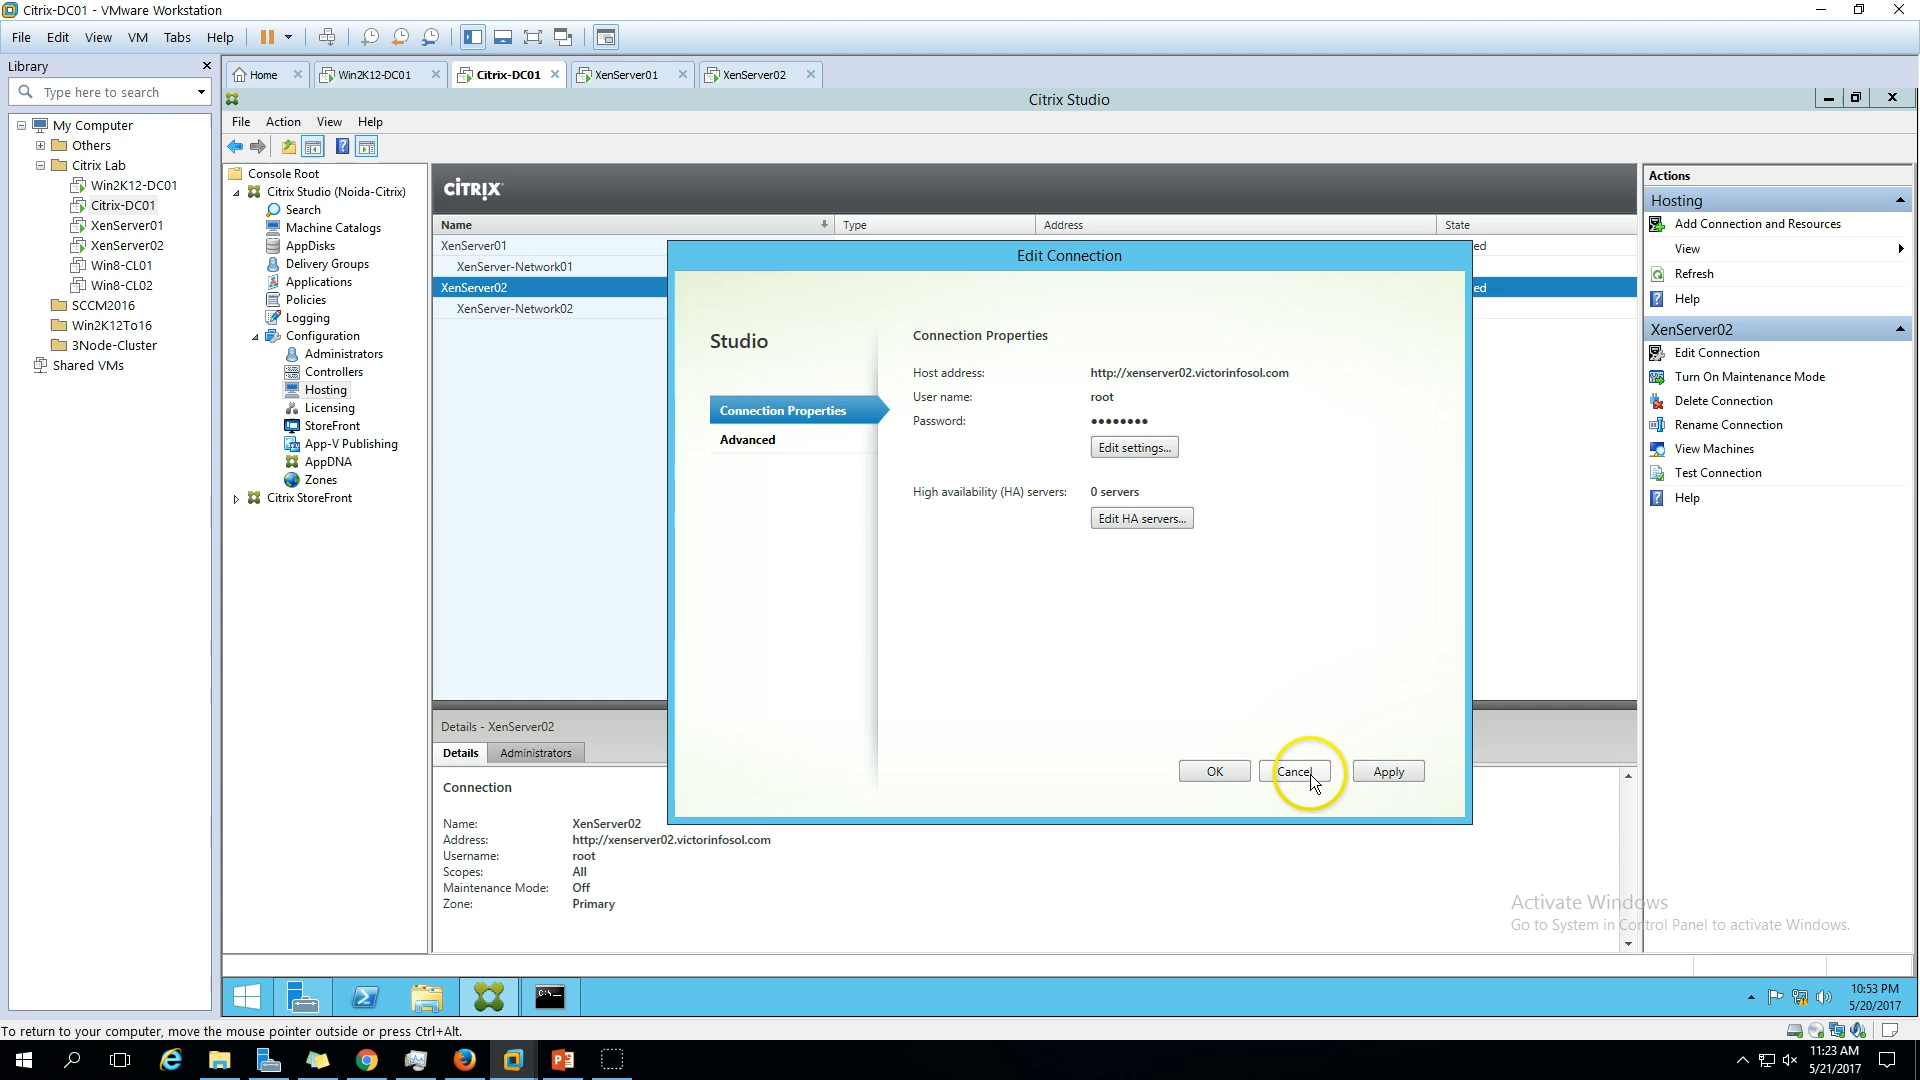 Citrix-DC01 - VMware Workstation
File Edit View VM Tabs Help
Library
Type here to search
My Computer
Others
Citrix Lab
Win2K12-DC01
Citrix-DC01
XenServer01
XenServer02
Win8-CL01
Win8-CL02
SCCM2016
Win2K12To16
3Node-Cluster
Shared VMs
Home
Win2K12-DC01
Citrix-DC01
XenServer01
XenServer02
Citrix Studio
File Action View Help
Console Root
Citrix Studio (Noida-Citrix)
Search
Machine Catalogs
AppDisks
Delivery Groups
Applications
Policies
Logging
Configuration
Administrators
Controllers
Hosting
Licensing
StoreFront
App-V Publishing
AppDNA
Zones
Citrix StoreFront
CITRIX
Name Type Address State
XenServer01 ed
XenServer-Network01
XenServer02 ed
XenServer-Network02
Edit Connection
Studio
Connection Properties
Advanced
Connection Properties
Host address: http://xenserver02.victorinfosol.com
User name: root
Password: ●●●●●●●●
Edit settings...
High availability (HA) servers: 0 servers
Edit HA servers...
OK Cancel Apply
Details - XenServer02
Details Administrators
Connection
Name: XenServer02
Address: http://xenserver02.victorinfosol.com
Username: root
Scopes: All
Maintenance Mode: Off
Zone: Primary
Actions
Hosting
Add Connection and Resources
View
Refresh
Help
XenServer02
Edit Connection
Turn On Maintenance Mode
Delete Connection
Rename Connection
View Machines
Test Connection
Help
Activate Windows
Go to System in Control Panel to activate Windows.
10:53 PM
5/20/2017
To return to your computer, move the mouse pointer outside or press Ctrl+Alt.
11:23 AM
5/21/2017